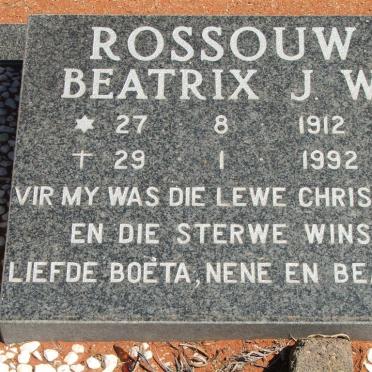 ROSSOUW
BEATRIX J W
* 27 8 1912
† 29 1 1992
VIR MY WAS DIE LEWE CHRIS
EN DIE STERWE WINS
LIEFDE BOËTA, NENE EN BEA